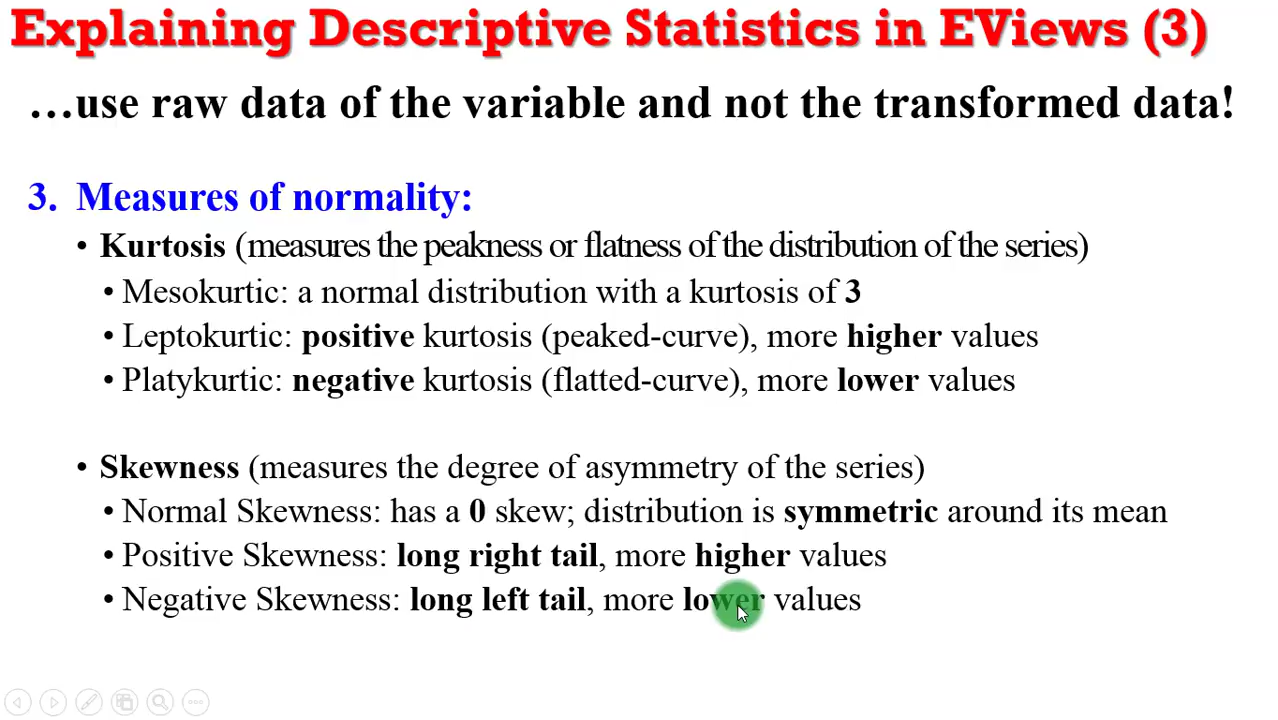 Explaining Descriptive Statistics in EViews (3)
…use raw data of the variable and not the transformed data!
3. Measures of normality:
• Kurtosis (measures the peakness or flatness of the distribution of the series)
• Mesokurtic: a normal distribution with a kurtosis of 3
• Leptokurtic: positive kurtosis (peaked-curve), more higher values
• Platykurtic: negative kurtosis (flatted-curve), more lower values
• Skewness (measures the degree of asymmetry of the series)
• Normal Skewness: has a 0 skew; distribution is symmetric around its mean
• Positive Skewness: long right tail, more higher values
• Negative Skewness: long left tail, more lower values